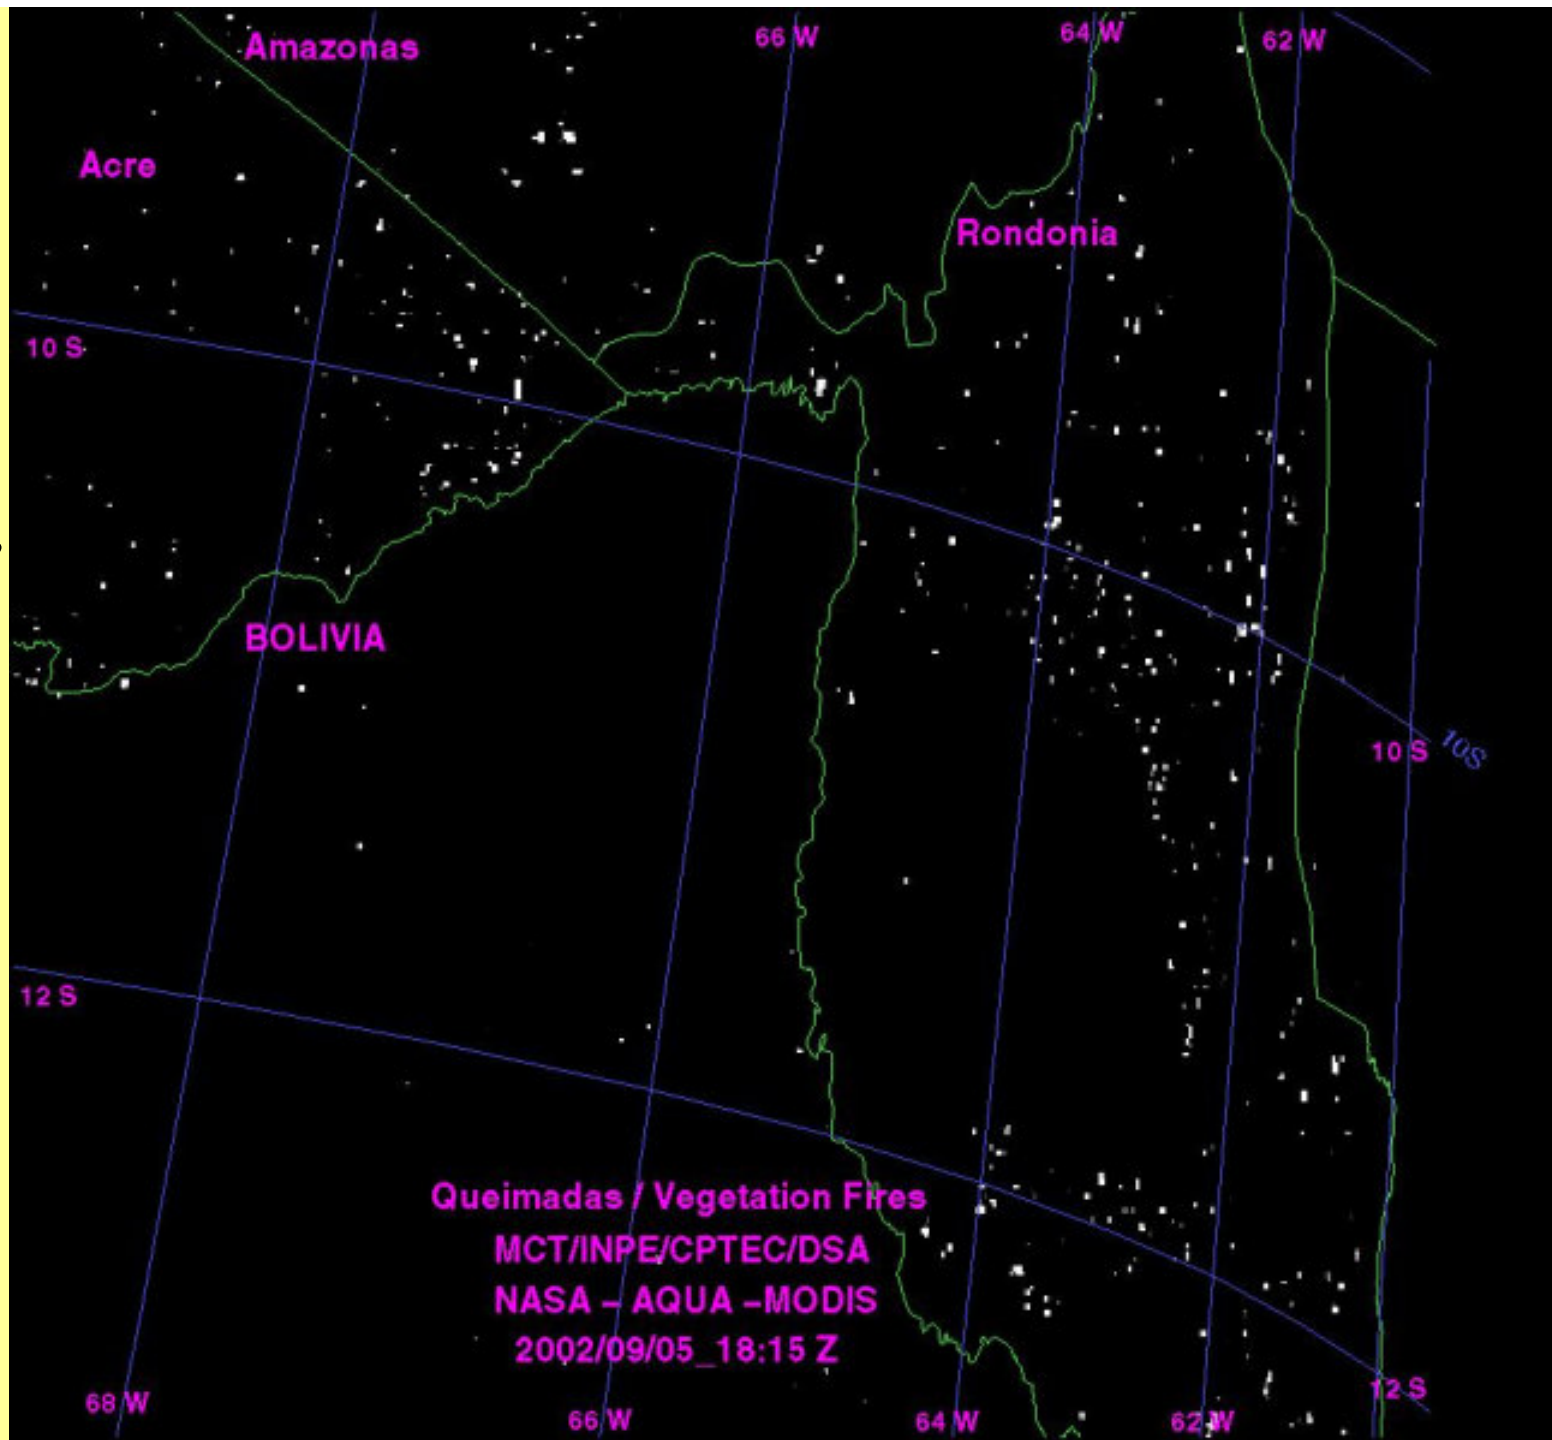 Amazonas
66 W
64 W
62 W
Acre
Rondonia
10 S
BOLIVIA
10 S
10S
12 S
Queimadas / Vegetation Fires
MCT/INPE/CPTEC/DSA
NASA – AQUA –MODIS
2002/09/05_18:15 Z
12 S
68 W
66 W
64 W
62 W